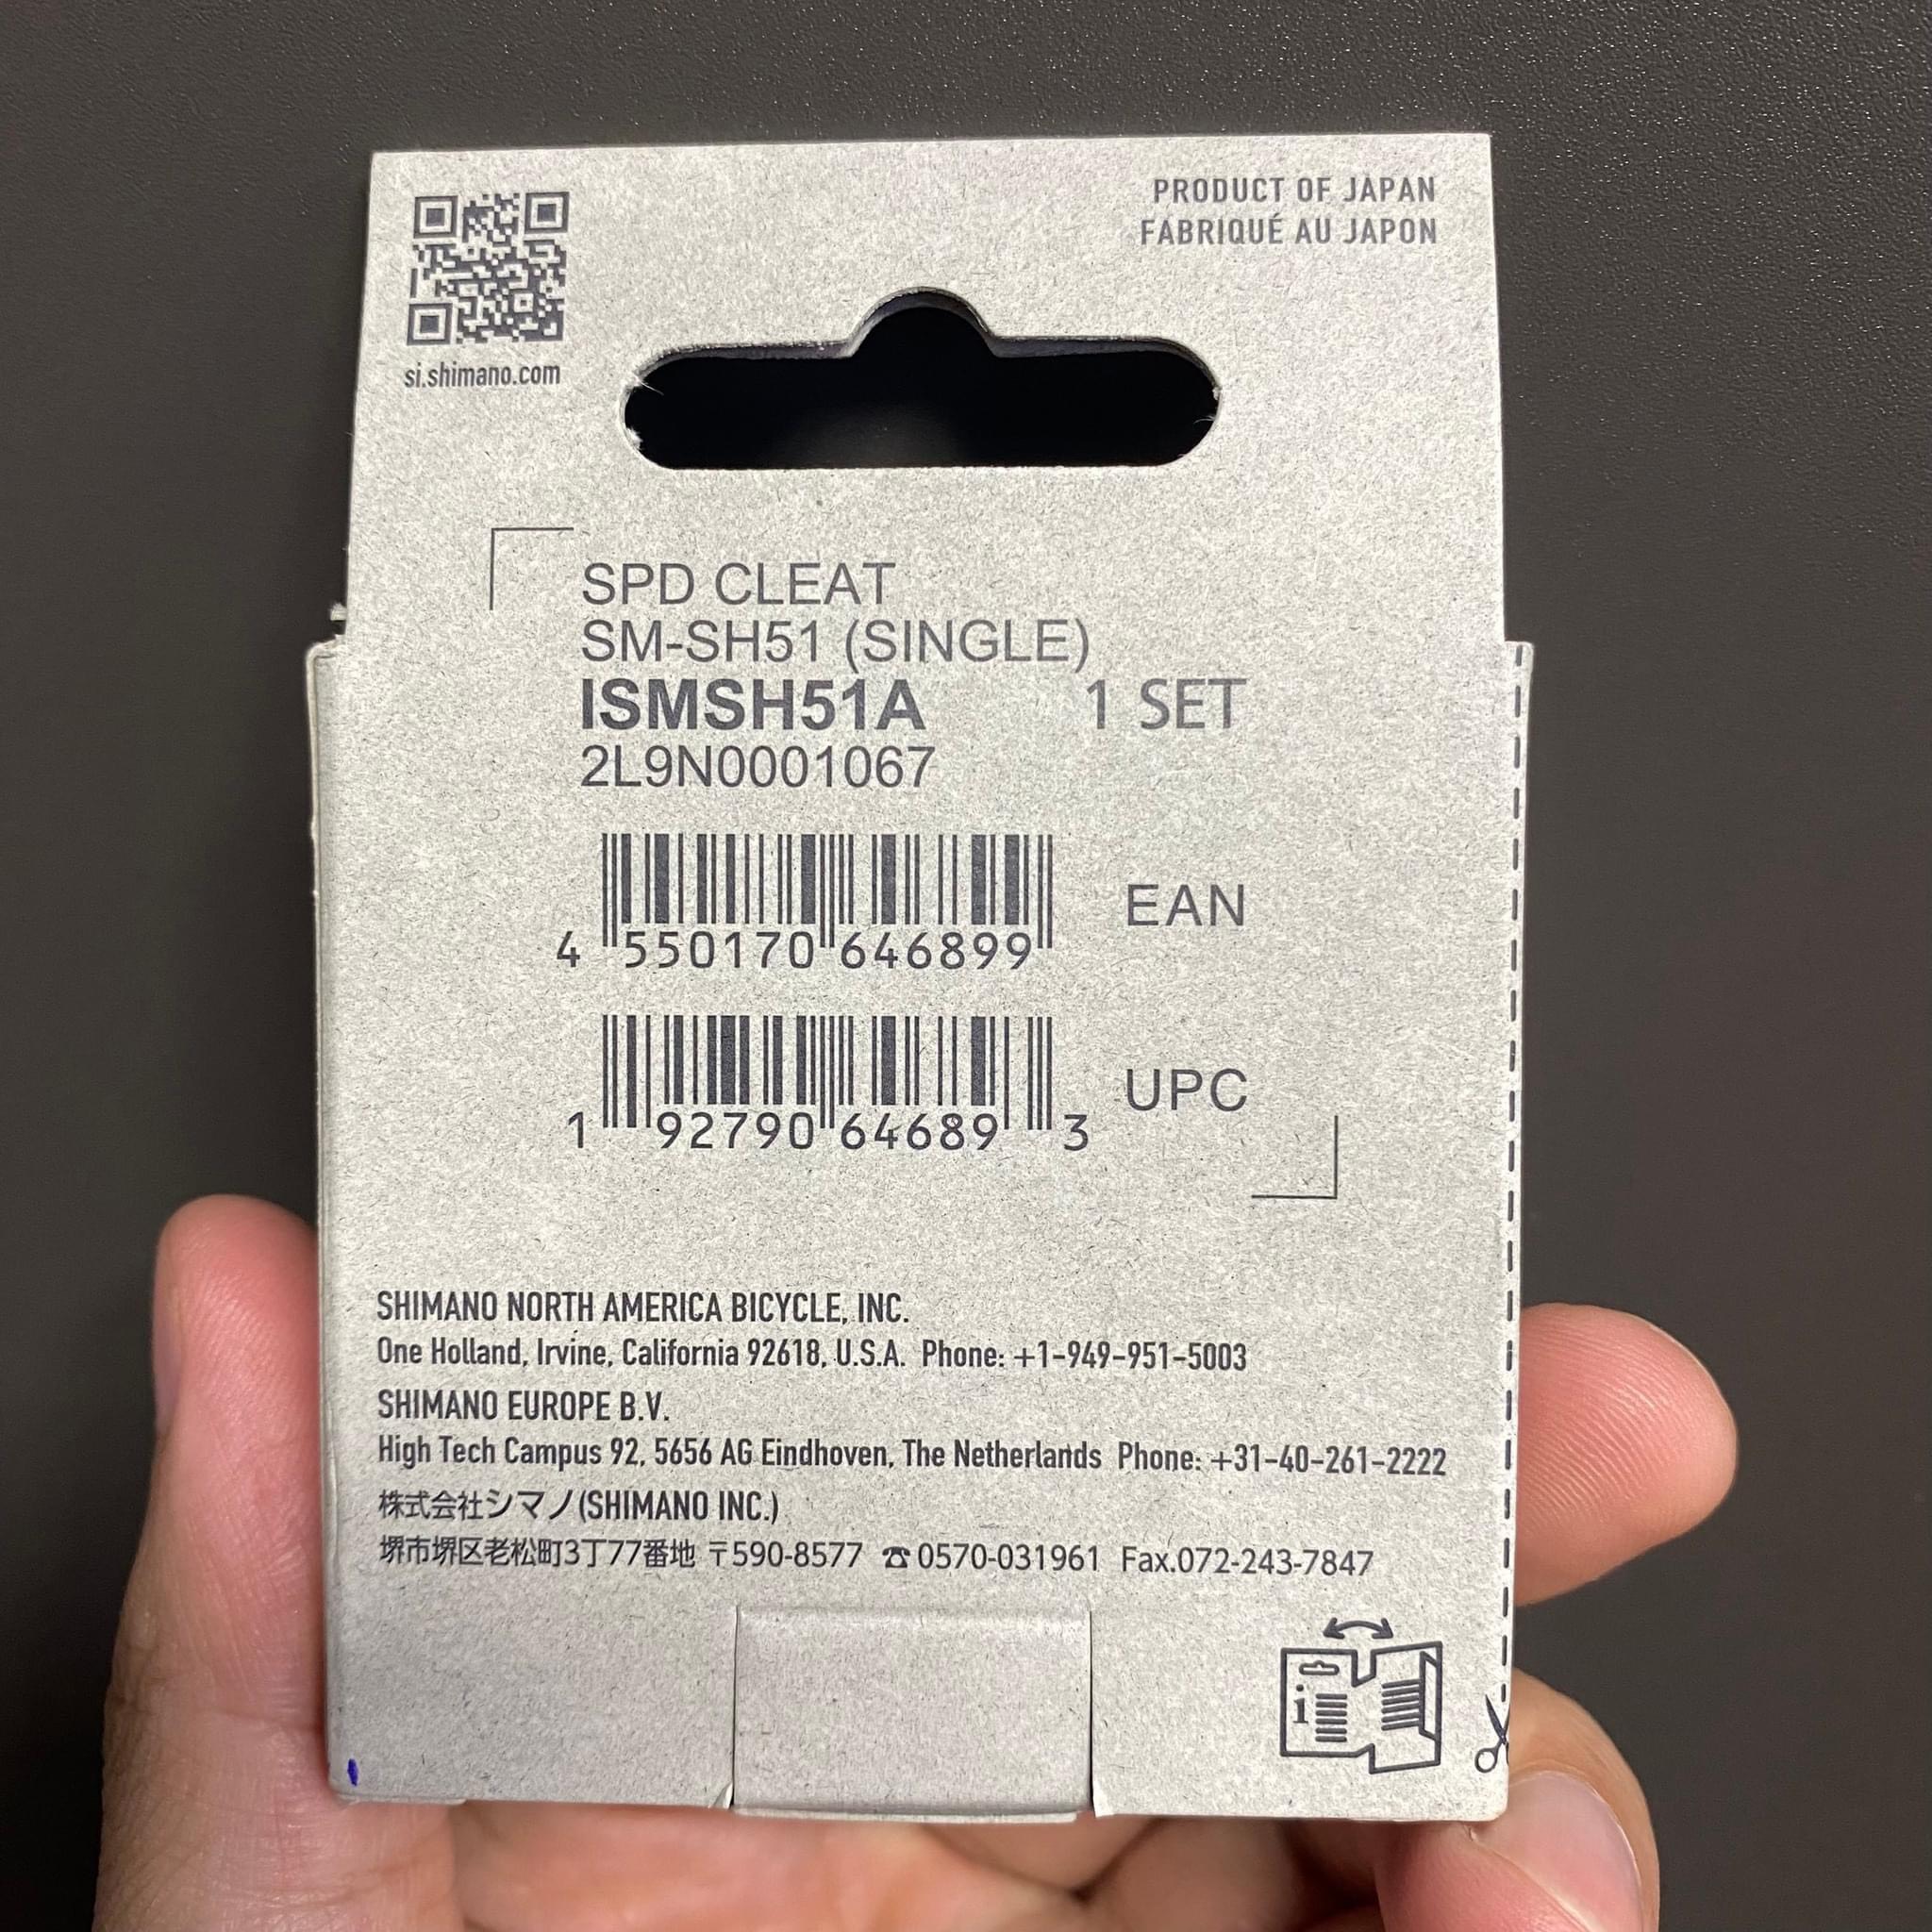 PRODUCT OF JAPAN
FABRIQUÉ AU JAPON
si.shimano.com
SPD CLEAT
SM-SH51 (SINGLE)
ISMSH51A 1 SET
2L9N0001067
4 550170 646899 EAN
1 92790 64689 3 UPC
SHIMANO NORTH AMERICA BICYCLE, INC.
One Holland, Irvine, California 92618, U.S.A. Phone: +1-949-951-5003
SHIMANO EUROPE B.V.
High Tech Campus 92, 5656 AG Eindhoven, The Netherlands Phone: +31-40-261-2222
株式会社シマノ(SHIMANO INC.)
堺市堺区老松町3丁77番地 〒590-8577 ☎0570-031961 Fax.072-243-7847
i